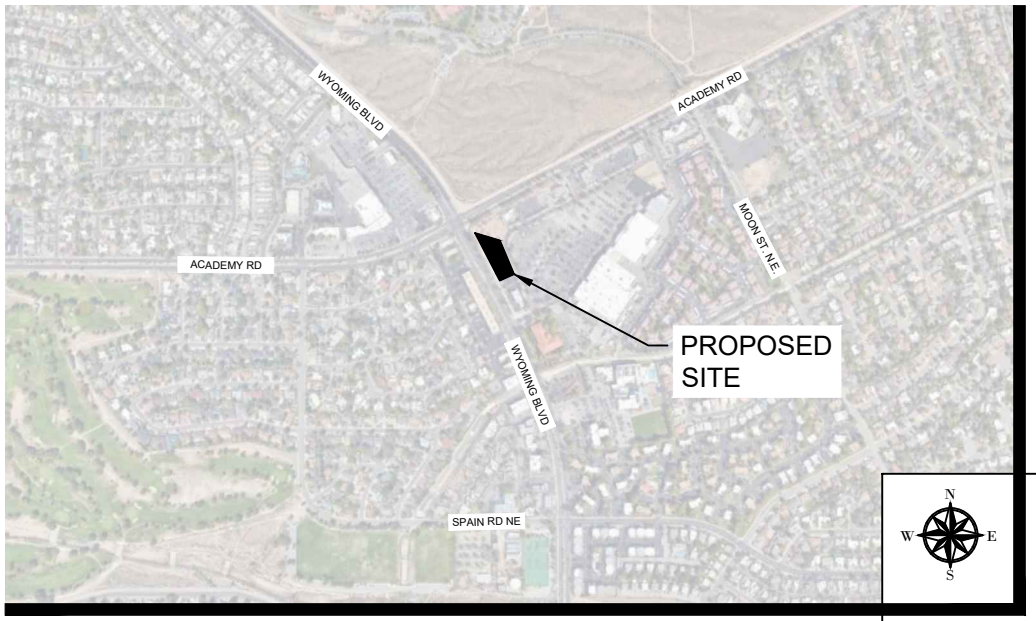 WYOMING BLVD
ACADEMY RD
MOON ST. N.E.
ACADEMY RD
PROPOSED
SITE
WYOMING BLVD
SPAIN RD NE
N
W E
S